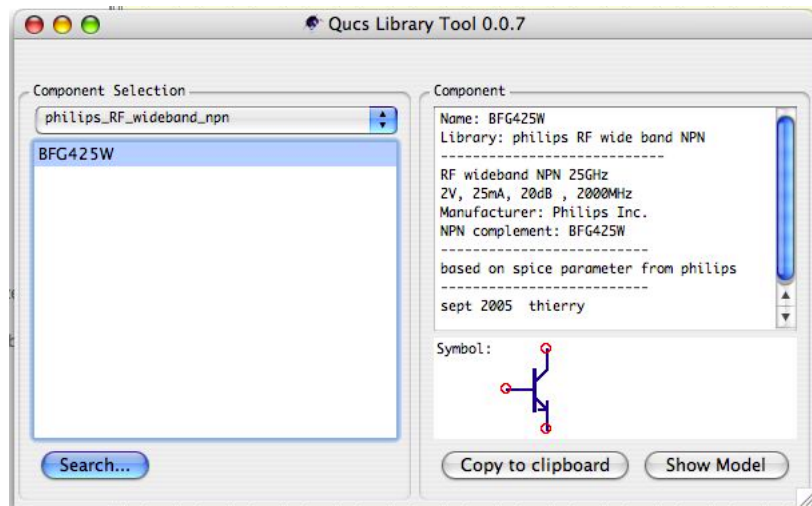 Qucs Library Tool 0.0.7
Component Selection
philips_RF_wideband_npn
BFG425W
Search...
Component
Name: BFG425W
Library: philips RF wide band NPN
----------------------------
RF wideband NPN 25GHz
2V, 25mA, 20dB , 2000MHz
Manufacturer: Philips Inc.
NPN complement: BFG425W
--------------------------
based on spice parameter from philips
--------------------------
sept 2005  thierry
Symbol:
Copy to clipboard
Show Model